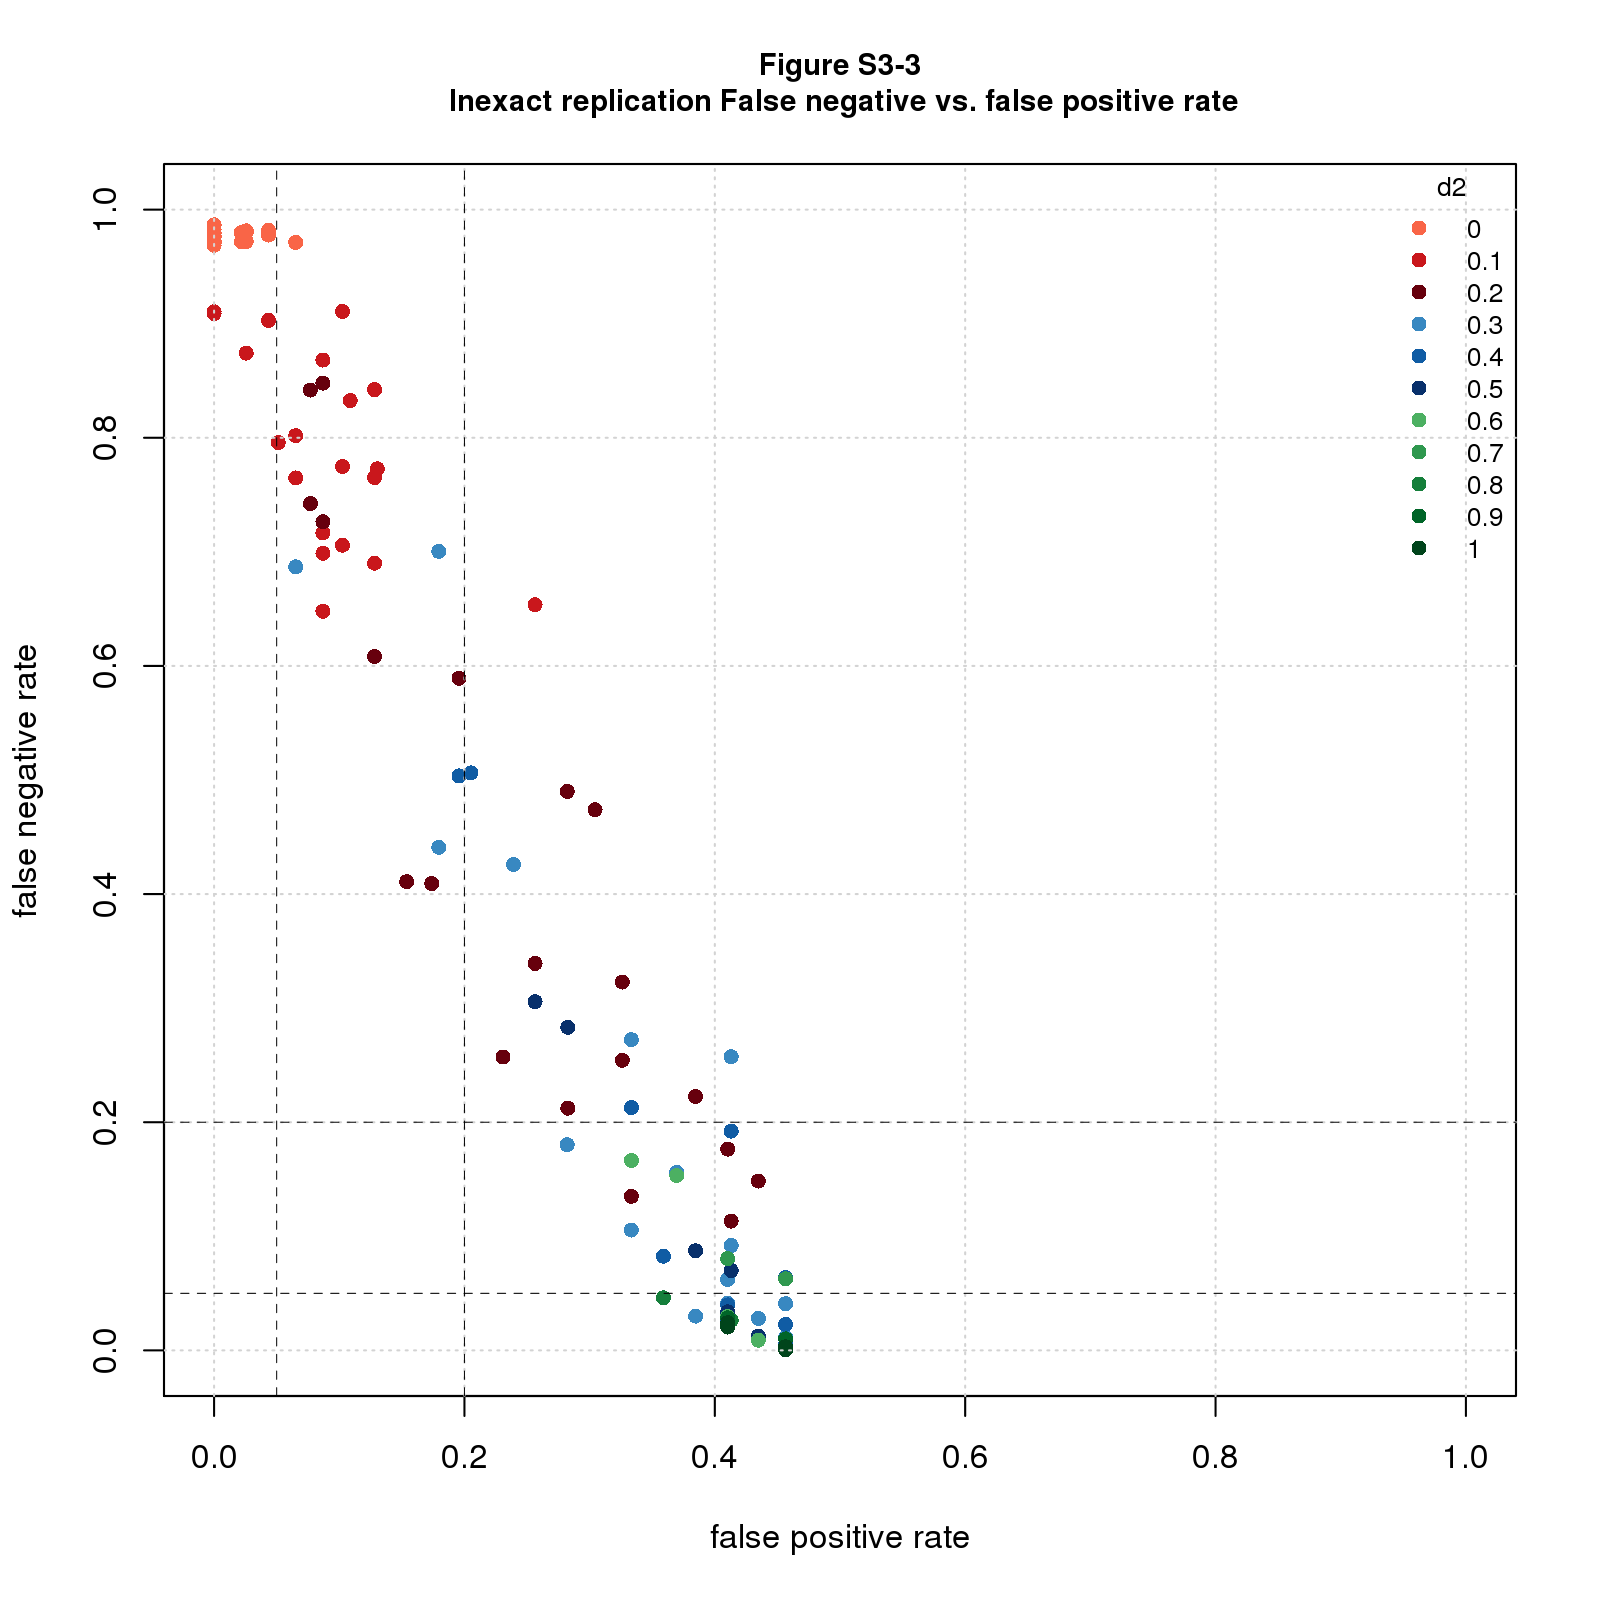 Figure S3-3
Inexact replication False negative vs. false positive rate
d2
0
0.1
0.2
0.3
0.4
0.5
0.6
0.7
0.8
0.9
1
false negative rate
1.0
0.8
0.6
0.4
0.2
0.0
0.0 0.2 0.4 0.6 0.8 1.0
false positive rate